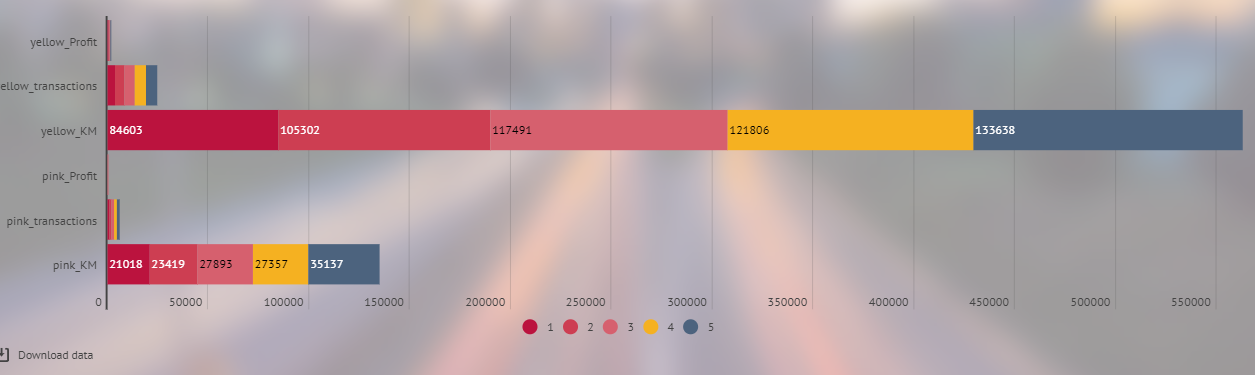 yellow_Profit
ellow_transactions
yellow_KM 84603 105302 117491 121806 133638
pink_Profit
pink_transactions
pink_KM 21018 23419 27893 27357 35137
0 50000 100000 150000 200000 250000 300000 350000 400000 450000 500000 550000
1 2 3 4 5
Download data